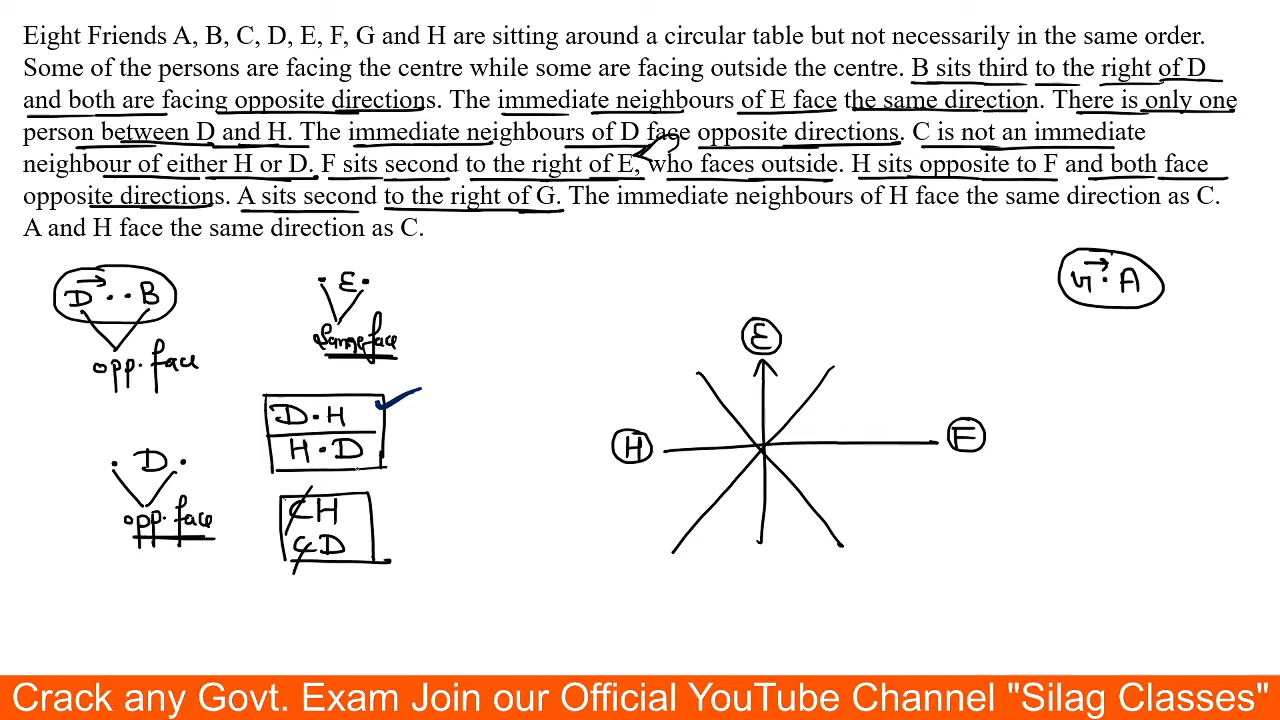 Eight Friends A, B, C, D, E, F, G and H are sitting around a circular table but not necessarily in the same order.
Some of the persons are facing the centre while some are facing outside the centre. B sits third to the right of D
and both are facing opposite directions. The immediate neighbours of E face the same direction. There is only one
person between D and H. The immediate neighbours of D face opposite directions. C is not an immediate
neighbour of either H or D. F sits second to the right of E, who faces outside. H sits opposite to F and both face
opposite directions. A sits second to the right of G. The immediate neighbours of H face the same direction as C.
A and H face the same direction as C.
D . . B
opp. face
. E .
Same face
G . A
E
D . H
H . D
H
F
. D .
opp. face
C H
C D
Crack any Govt. Exam Join our Official YouTube Channel "Silag Classes"